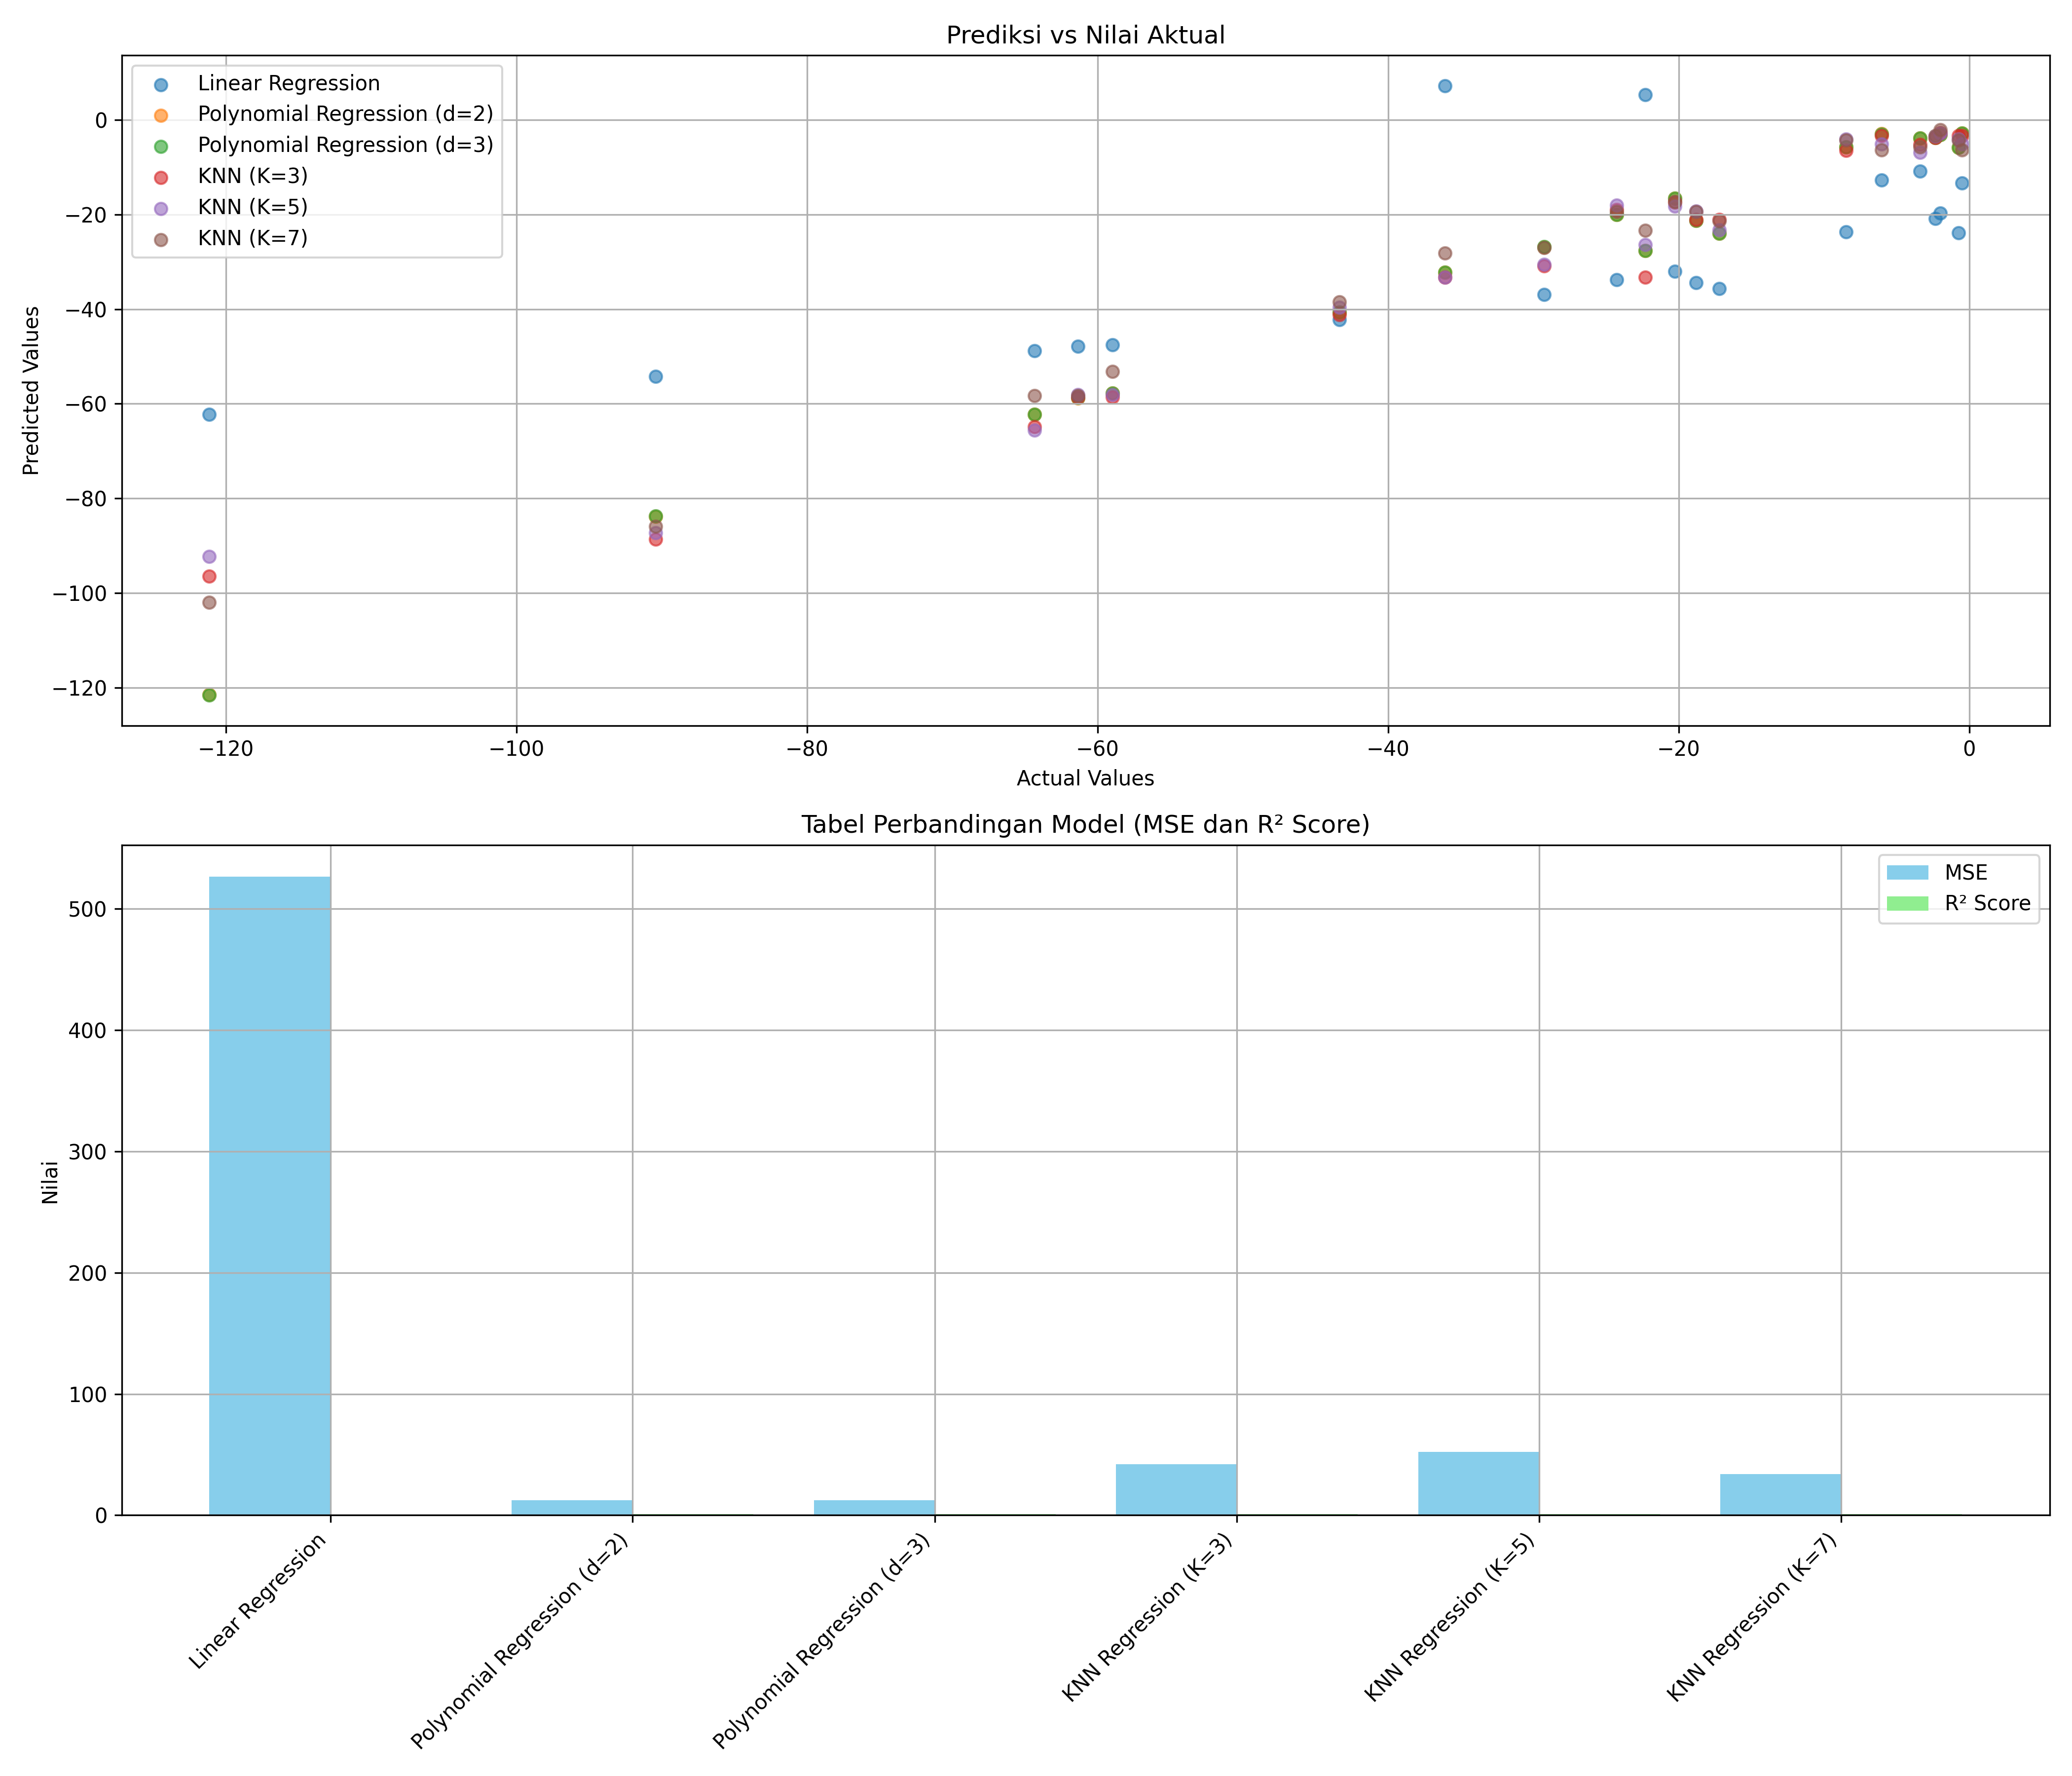 Prediksi vs Nilai Aktual
Linear Regression
Polynomial Regression (d=2)
Polynomial Regression (d=3)
KNN (K=3)
KNN (K=5)
KNN (K=7)
Predicted Values
0
−20
−40
−60
−80
−100
−120
−120
−100
−80
−60
−40
−20
0
Actual Values
Tabel Perbandingan Model (MSE dan R² Score)
MSE
R² Score
Nilai
500
400
300
200
100
0
Linear Regression
Polynomial Regression (d=2)
Polynomial Regression (d=3)
KNN Regression (K=3)
KNN Regression (K=5)
KNN Regression (K=7)